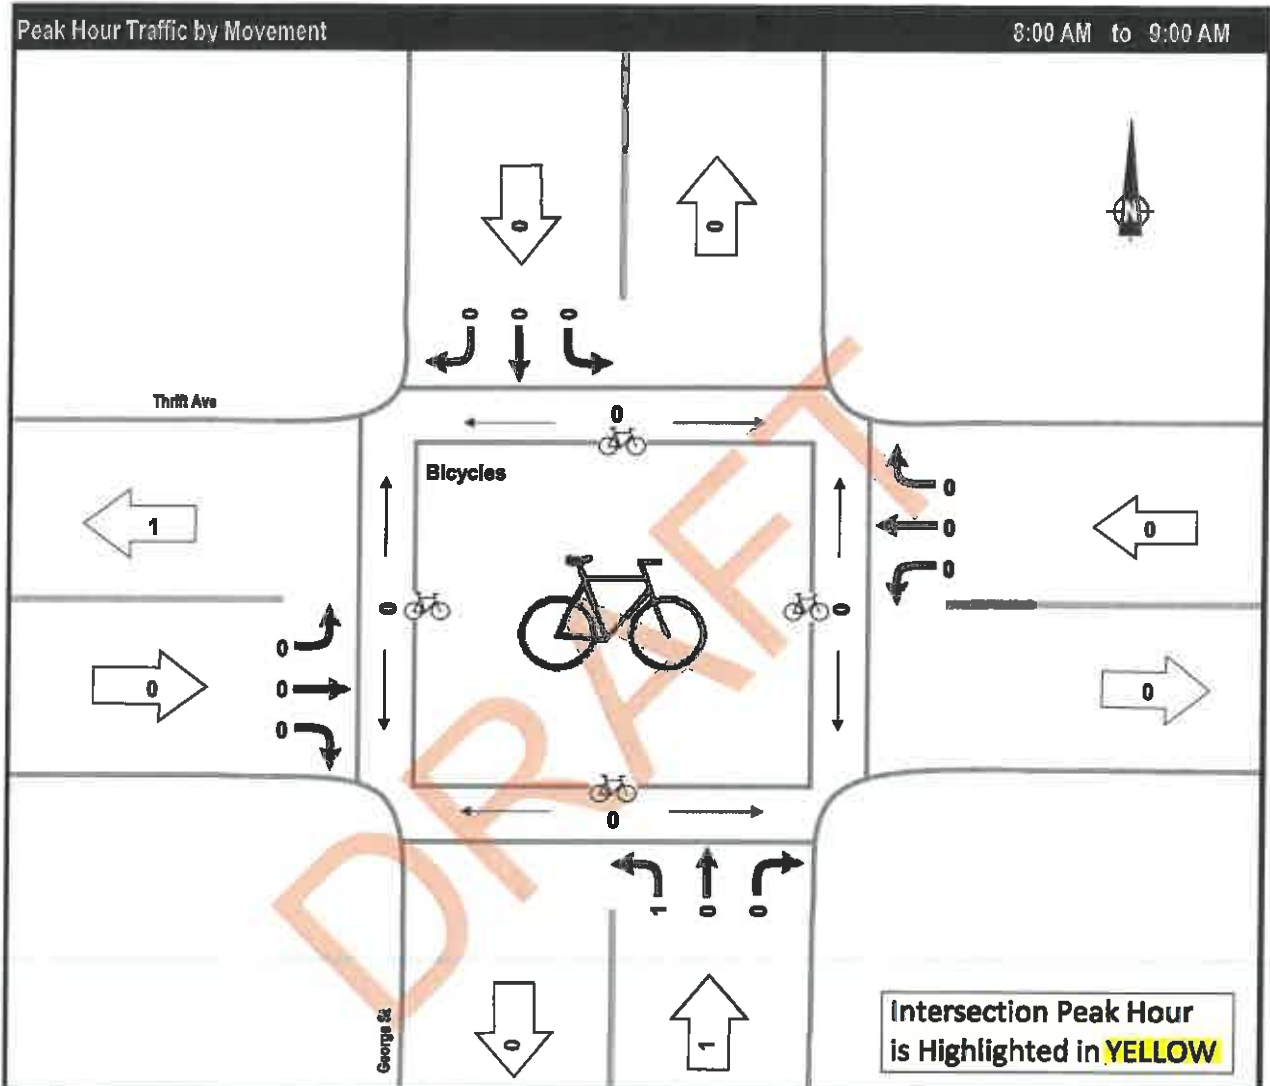 Peak Hour Traffic by Movement 8:00 AM to 9:00 AM
N
0 0
0 0 0
Thrift Ave
0
Bicycles
0
1 0 0
0
0 0
0
0 0 0
0
0
0
1 0 0
George St
0 1
Intersection Peak Hour
is Highlighted in YELLOW
DRAFT